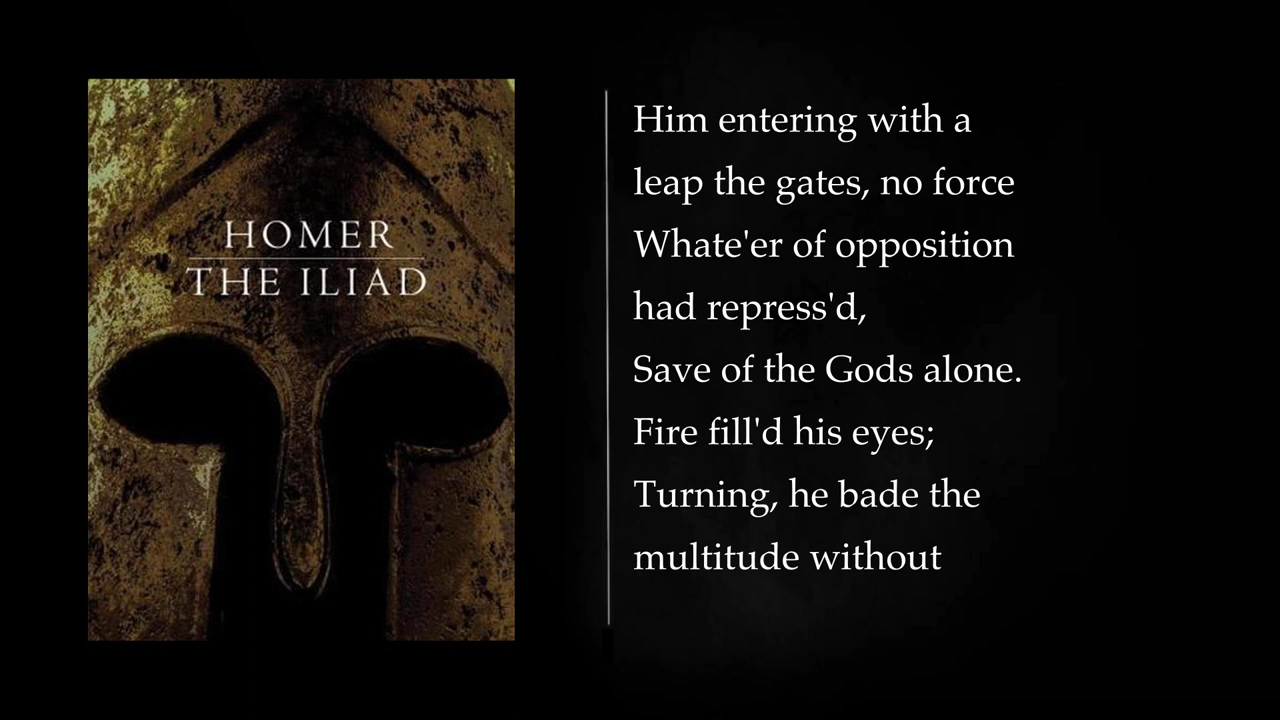 HOMER
THE ILIAD
Him entering with a
leap the gates, no force
Whate'er of opposition
had repress'd,
Save of the Gods alone.
Fire fill'd his eyes;
Turning, he bade the
multitude without